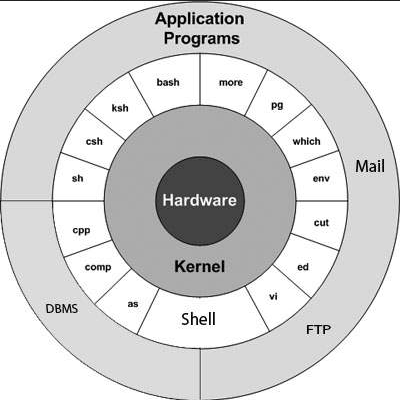 Application
Programs
bash
more
ksh
pg
csh
which
sh
env
Mail
Hardware
cpp
cut
comp
ed
Kernel
as
vi
Shell
DBMS
FTP